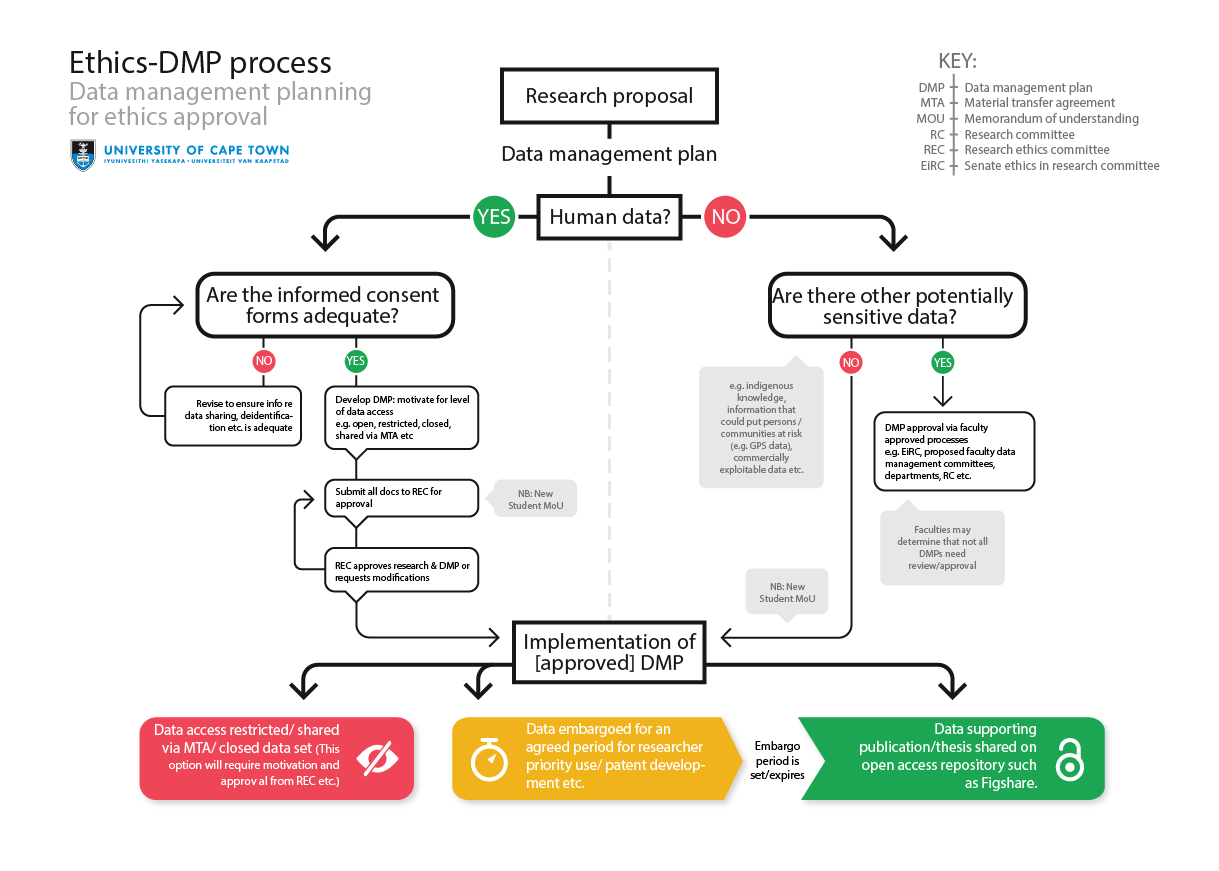 Ethics-DMP process
Data management planning
for ethics approval
UNIVERSITY OF CAPE TOWN
IYUNIVESITHI YASEKAPA • UNIVERSITEIT VAN KAAPSTAD
KEY:
DMP Data management plan
MTA Material transfer agreement
MOU Memorandum of understanding
RC Research committee
REC Research ethics committee
EiRC Senate ethics in research committee
Research proposal
Data management plan
YES
Human data?
NO
Are the informed consent
forms adequate?
NO
YES
Revise to ensure info re
data sharing, deidentifica-
tion etc. is adequate
Develop DMP: motivate for level
of data access
e.g. open, restricted, closed,
shared via MTA etc
Submit all docs to REC for
approval
NB: New
Student MoU
REC approves research & DMP or
requests modifications
Are there other potentially
sensitive data?
NO
YES
e.g. indigenous
knowledge,
information that
could put persons /
communities at risk
(e.g. GPS data),
commercially
exploitable data etc.
DMP approval via faculty
approved processes
e.g. EiRC, proposed faculty data
management committees,
departments, RC etc.
Faculties may
determine that not all
DMPs need
review/approval
NB: New
Student MoU
Implementation of
[approved] DMP
Data access restricted/ shared
via MTA/ closed data set (This
option will require motivation and
approv al from REC etc.)
Data embargoed for an
agreed period for researcher
priority use/ patent develop-
ment etc.
Embargo
period is
set/expires
Data supporting
publication/thesis shared on
open access repository such
as Figshare.